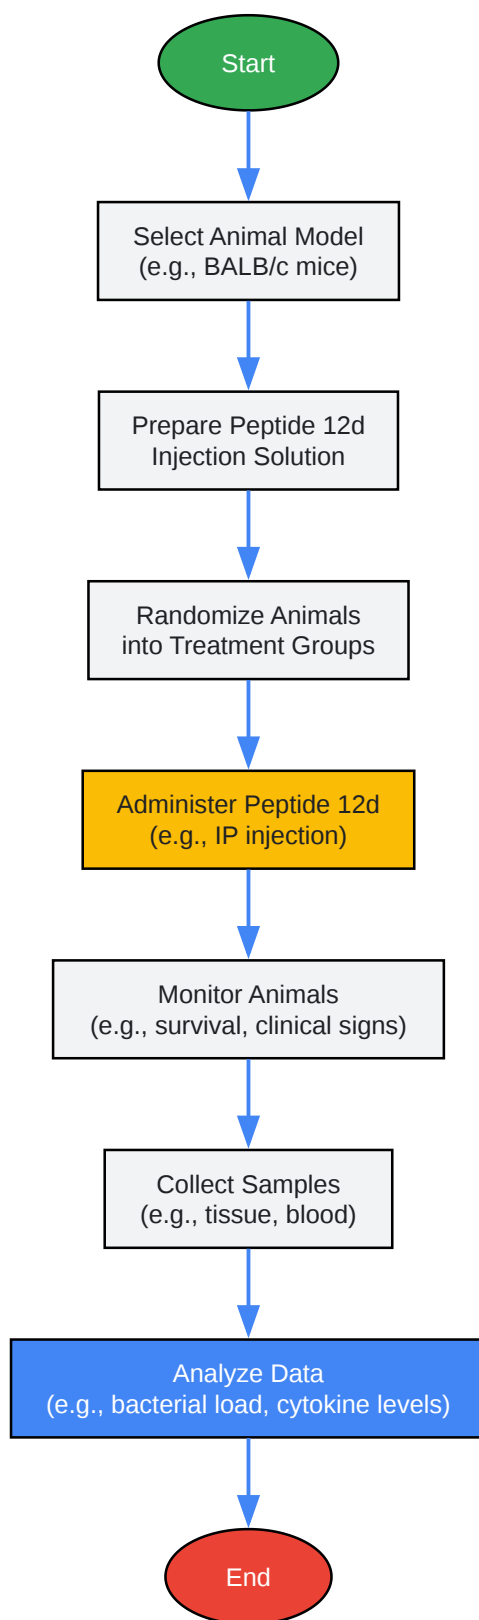 Start
Select Animal Model
(e.g., BALB/c mice)
Prepare Peptide 12d
Injection Solution
Randomize Animals
into Treatment Groups
Administer Peptide 12d
(e.g., IP injection)
Monitor Animals
(e.g., survival, clinical signs)
Collect Samples
(e.g., tissue, blood)
Analyze Data
(e.g., bacterial load, cytokine levels)
End